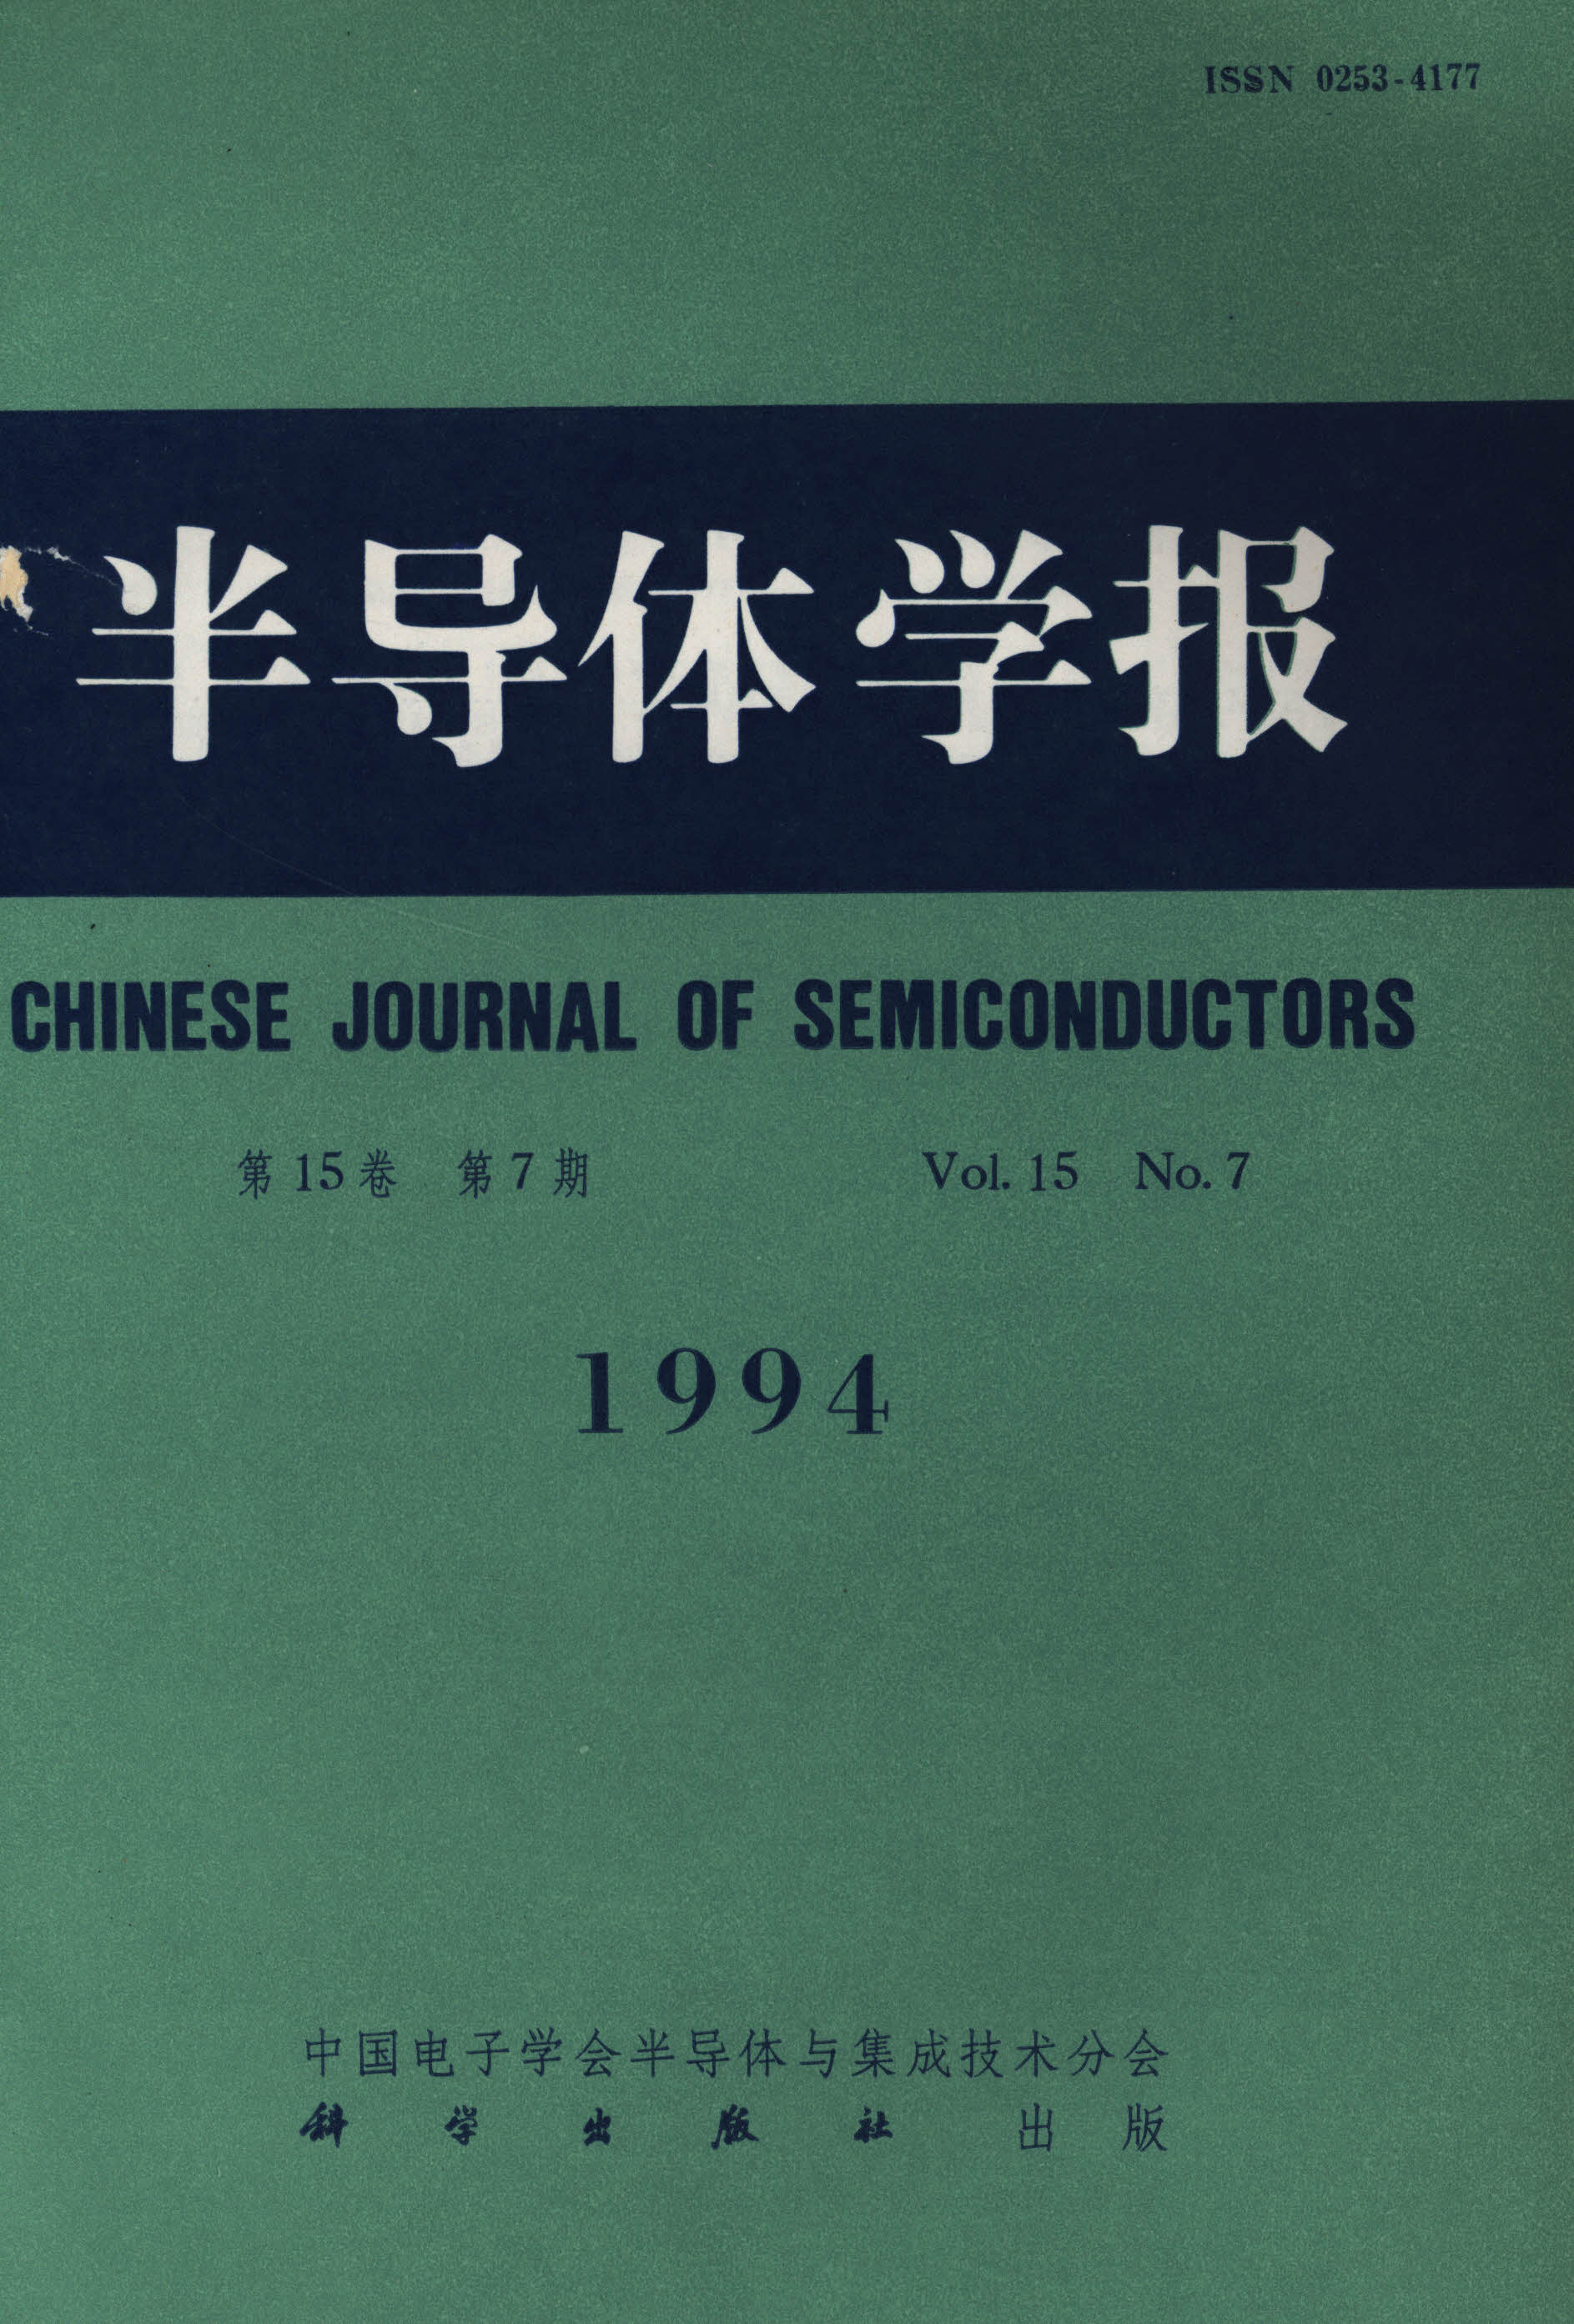 ISSN 0253-4177
半导体学报
CHINESE JOURNAL OF SEMICONDUCTORS
第15卷 第7期 Vol. 15 No. 7
1994
中国电子学会半导体与集成技术分会
科学出版社 出版